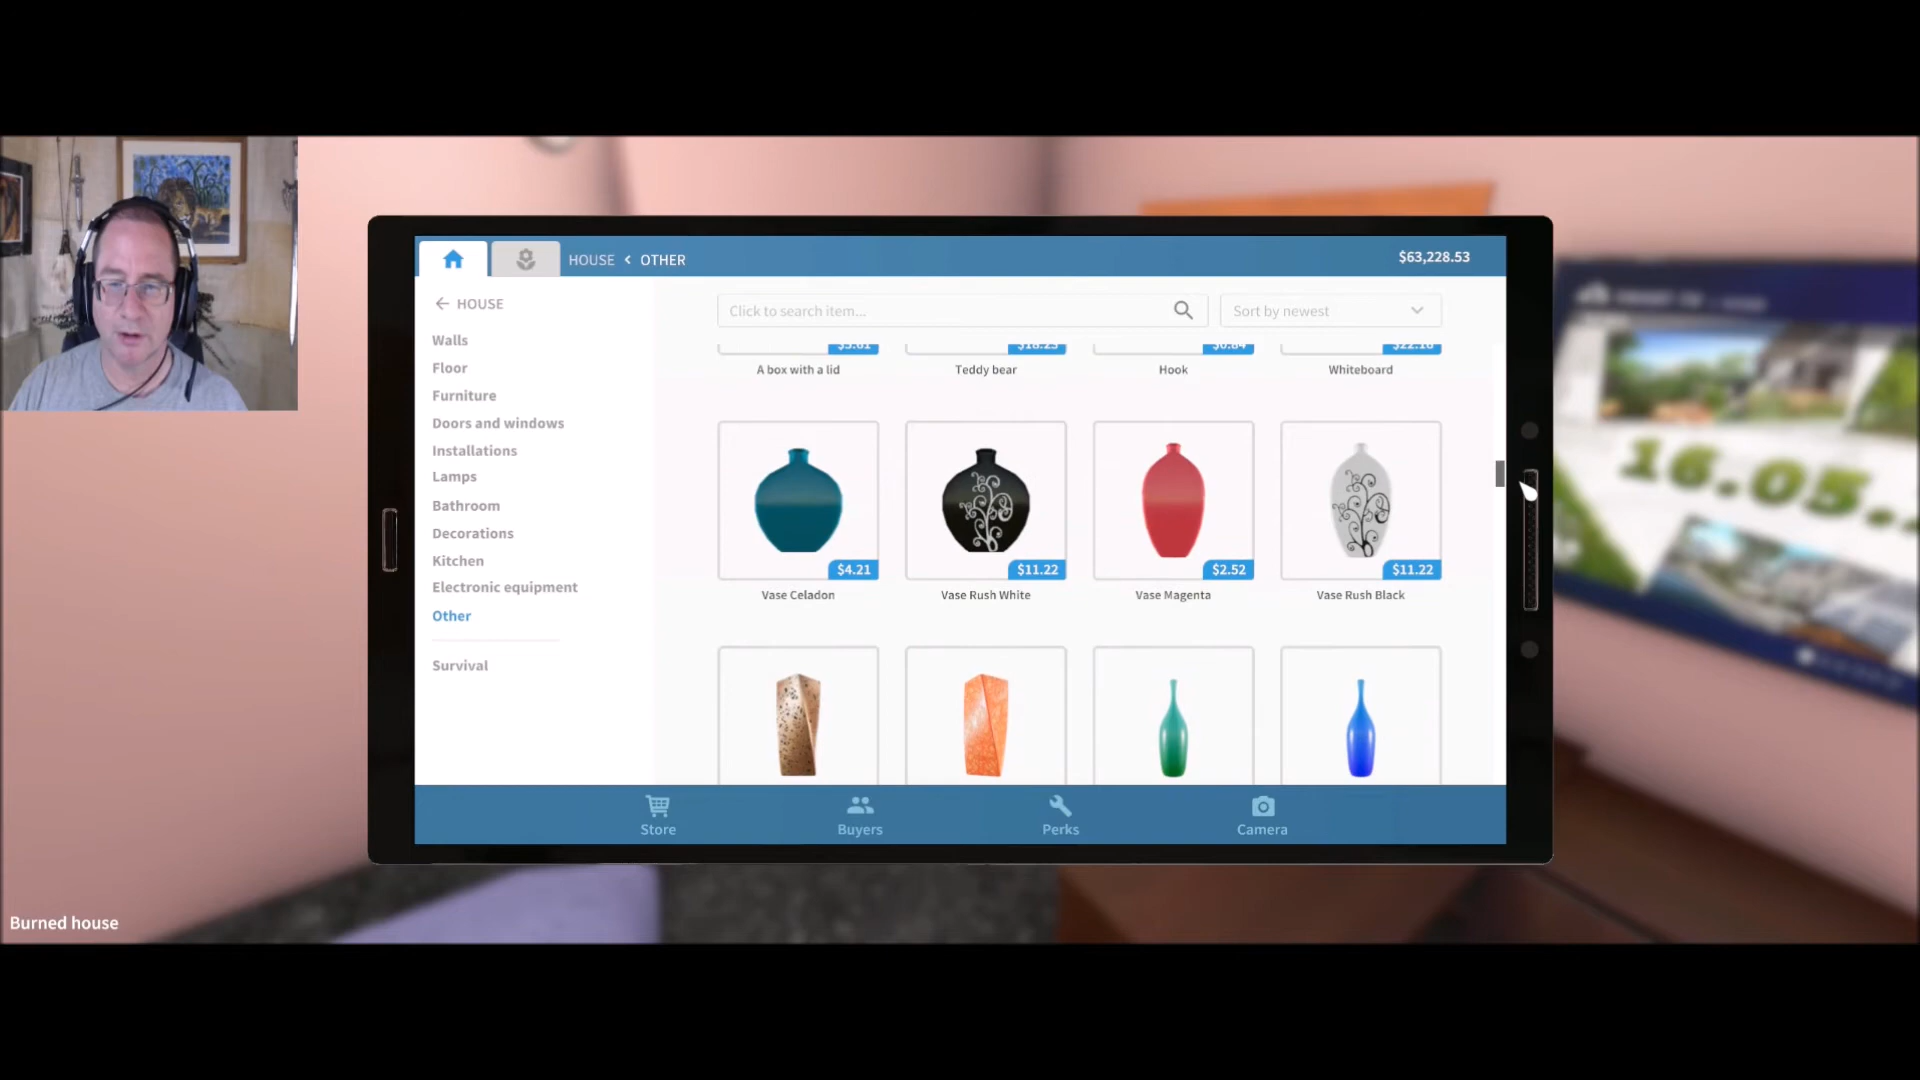 HOUSE < OTHER
$63,228.53
← HOUSE
Click to search item...
Sort by newest
Walls
Floor
Furniture
Doors and windows
Installations
Lamps
Bathroom
Decorations
Kitchen
Electronic equipment
Other
Survival
A box with a lid
Teddy bear
Hook
Whiteboard
$4.21
$11.22
$2.52
$11.22
Vase Celadon
Vase Rush White
Vase Magenta
Vase Rush Black
16.05..
Store
Buyers
Perks
Camera
Burned house